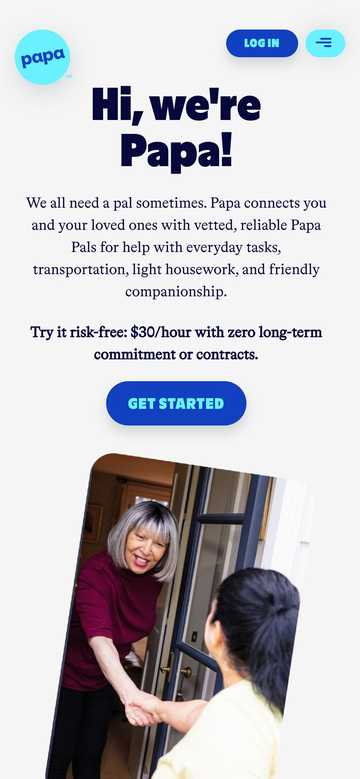 papa
LOG IN
Hi, we're
Papa!
We all need a pal sometimes. Papa connects you
and your loved ones with vetted, reliable Papa
Pals for help with everyday tasks,
transportation, light housework, and friendly
companionship.
Try it risk-free: $30/hour with zero long-term
commitment or contracts.
GET STARTED